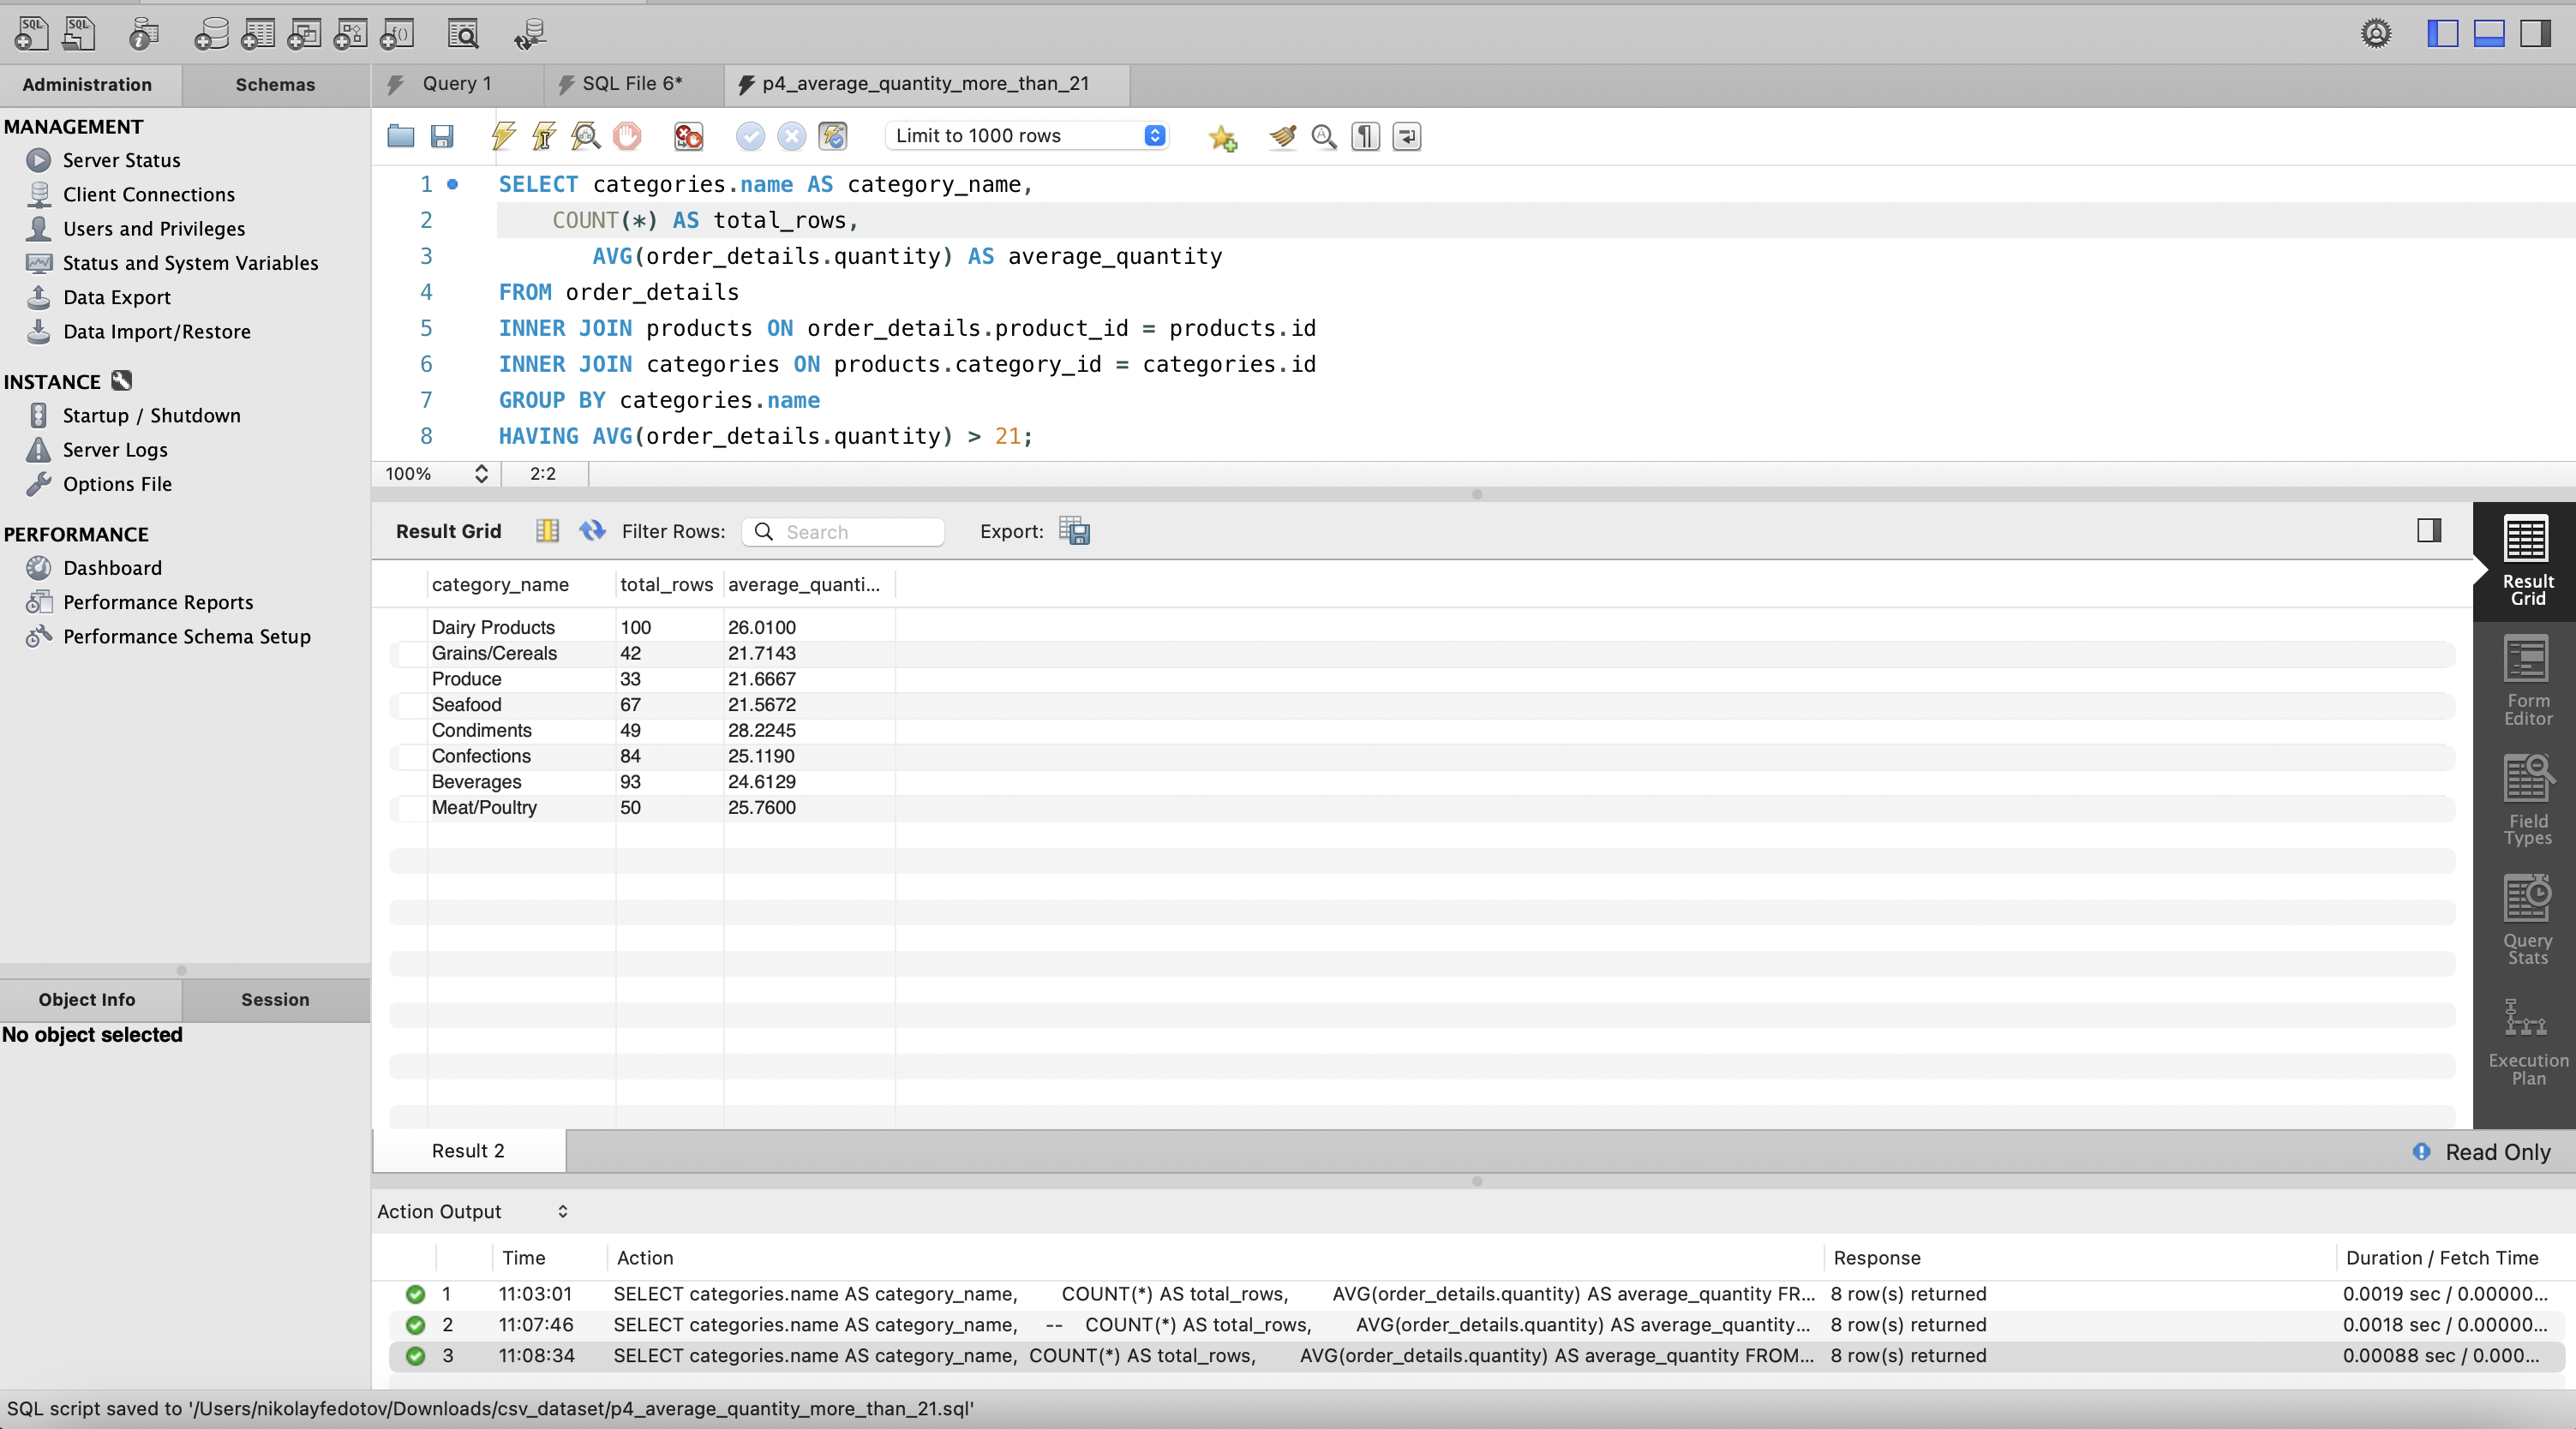 Administration
Schemas
Query 1
SQL File 6*
p4_average_quantity_more_than_21
MANAGEMENT
Server Status
Client Connections
Users and Privileges
Status and System Variables
Data Export
Data Import/Restore
INSTANCE
Startup / Shutdown
Server Logs
Options File
PERFORMANCE
Dashboard
Performance Reports
Performance Schema Setup
Object Info
Session
No object selected
Limit to 1000 rows
1 SELECT categories.name AS category_name,
2 COUNT(*) AS total_rows,
3 AVG(order_details.quantity) AS average_quantity
4 FROM order_details
5 INNER JOIN products ON order_details.product_id = products.id
6 INNER JOIN categories ON products.category_id = categories.id
7 GROUP BY categories.name
8 HAVING AVG(order_details.quantity) > 21;
100% 2:2
Result Grid Filter Rows: Search Export:
category_name total_rows average_quanti...
Dairy Products 100 26.0100
Grains/Cereals 42 21.7143
Produce 33 21.6667
Seafood 67 21.5672
Condiments 49 28.2245
Confections 84 25.1190
Beverages 93 24.6129
Meat/Poultry 50 25.7600
Result
Grid
Form
Editor
Field
Types
Query
Stats
Execution
Plan
Result 2
Read Only
Action Output
Time Action Response Duration / Fetch Time
1 11:03:01 SELECT categories.name AS category_name, COUNT(*) AS total_rows, AVG(order_details.quantity) AS average_quantity FR... 8 row(s) returned 0.0019 sec / 0.00000...
2 11:07:46 SELECT categories.name AS category_name, -- COUNT(*) AS total_rows, AVG(order_details.quantity) AS average_quantity... 8 row(s) returned 0.0018 sec / 0.00000...
3 11:08:34 SELECT categories.name AS category_name, COUNT(*) AS total_rows, AVG(order_details.quantity) AS average_quantity FROM... 8 row(s) returned 0.00088 sec / 0.000...
SQL script saved to '/Users/nikolayfedotov/Downloads/csv_dataset/p4_average_quantity_more_than_21.sql'